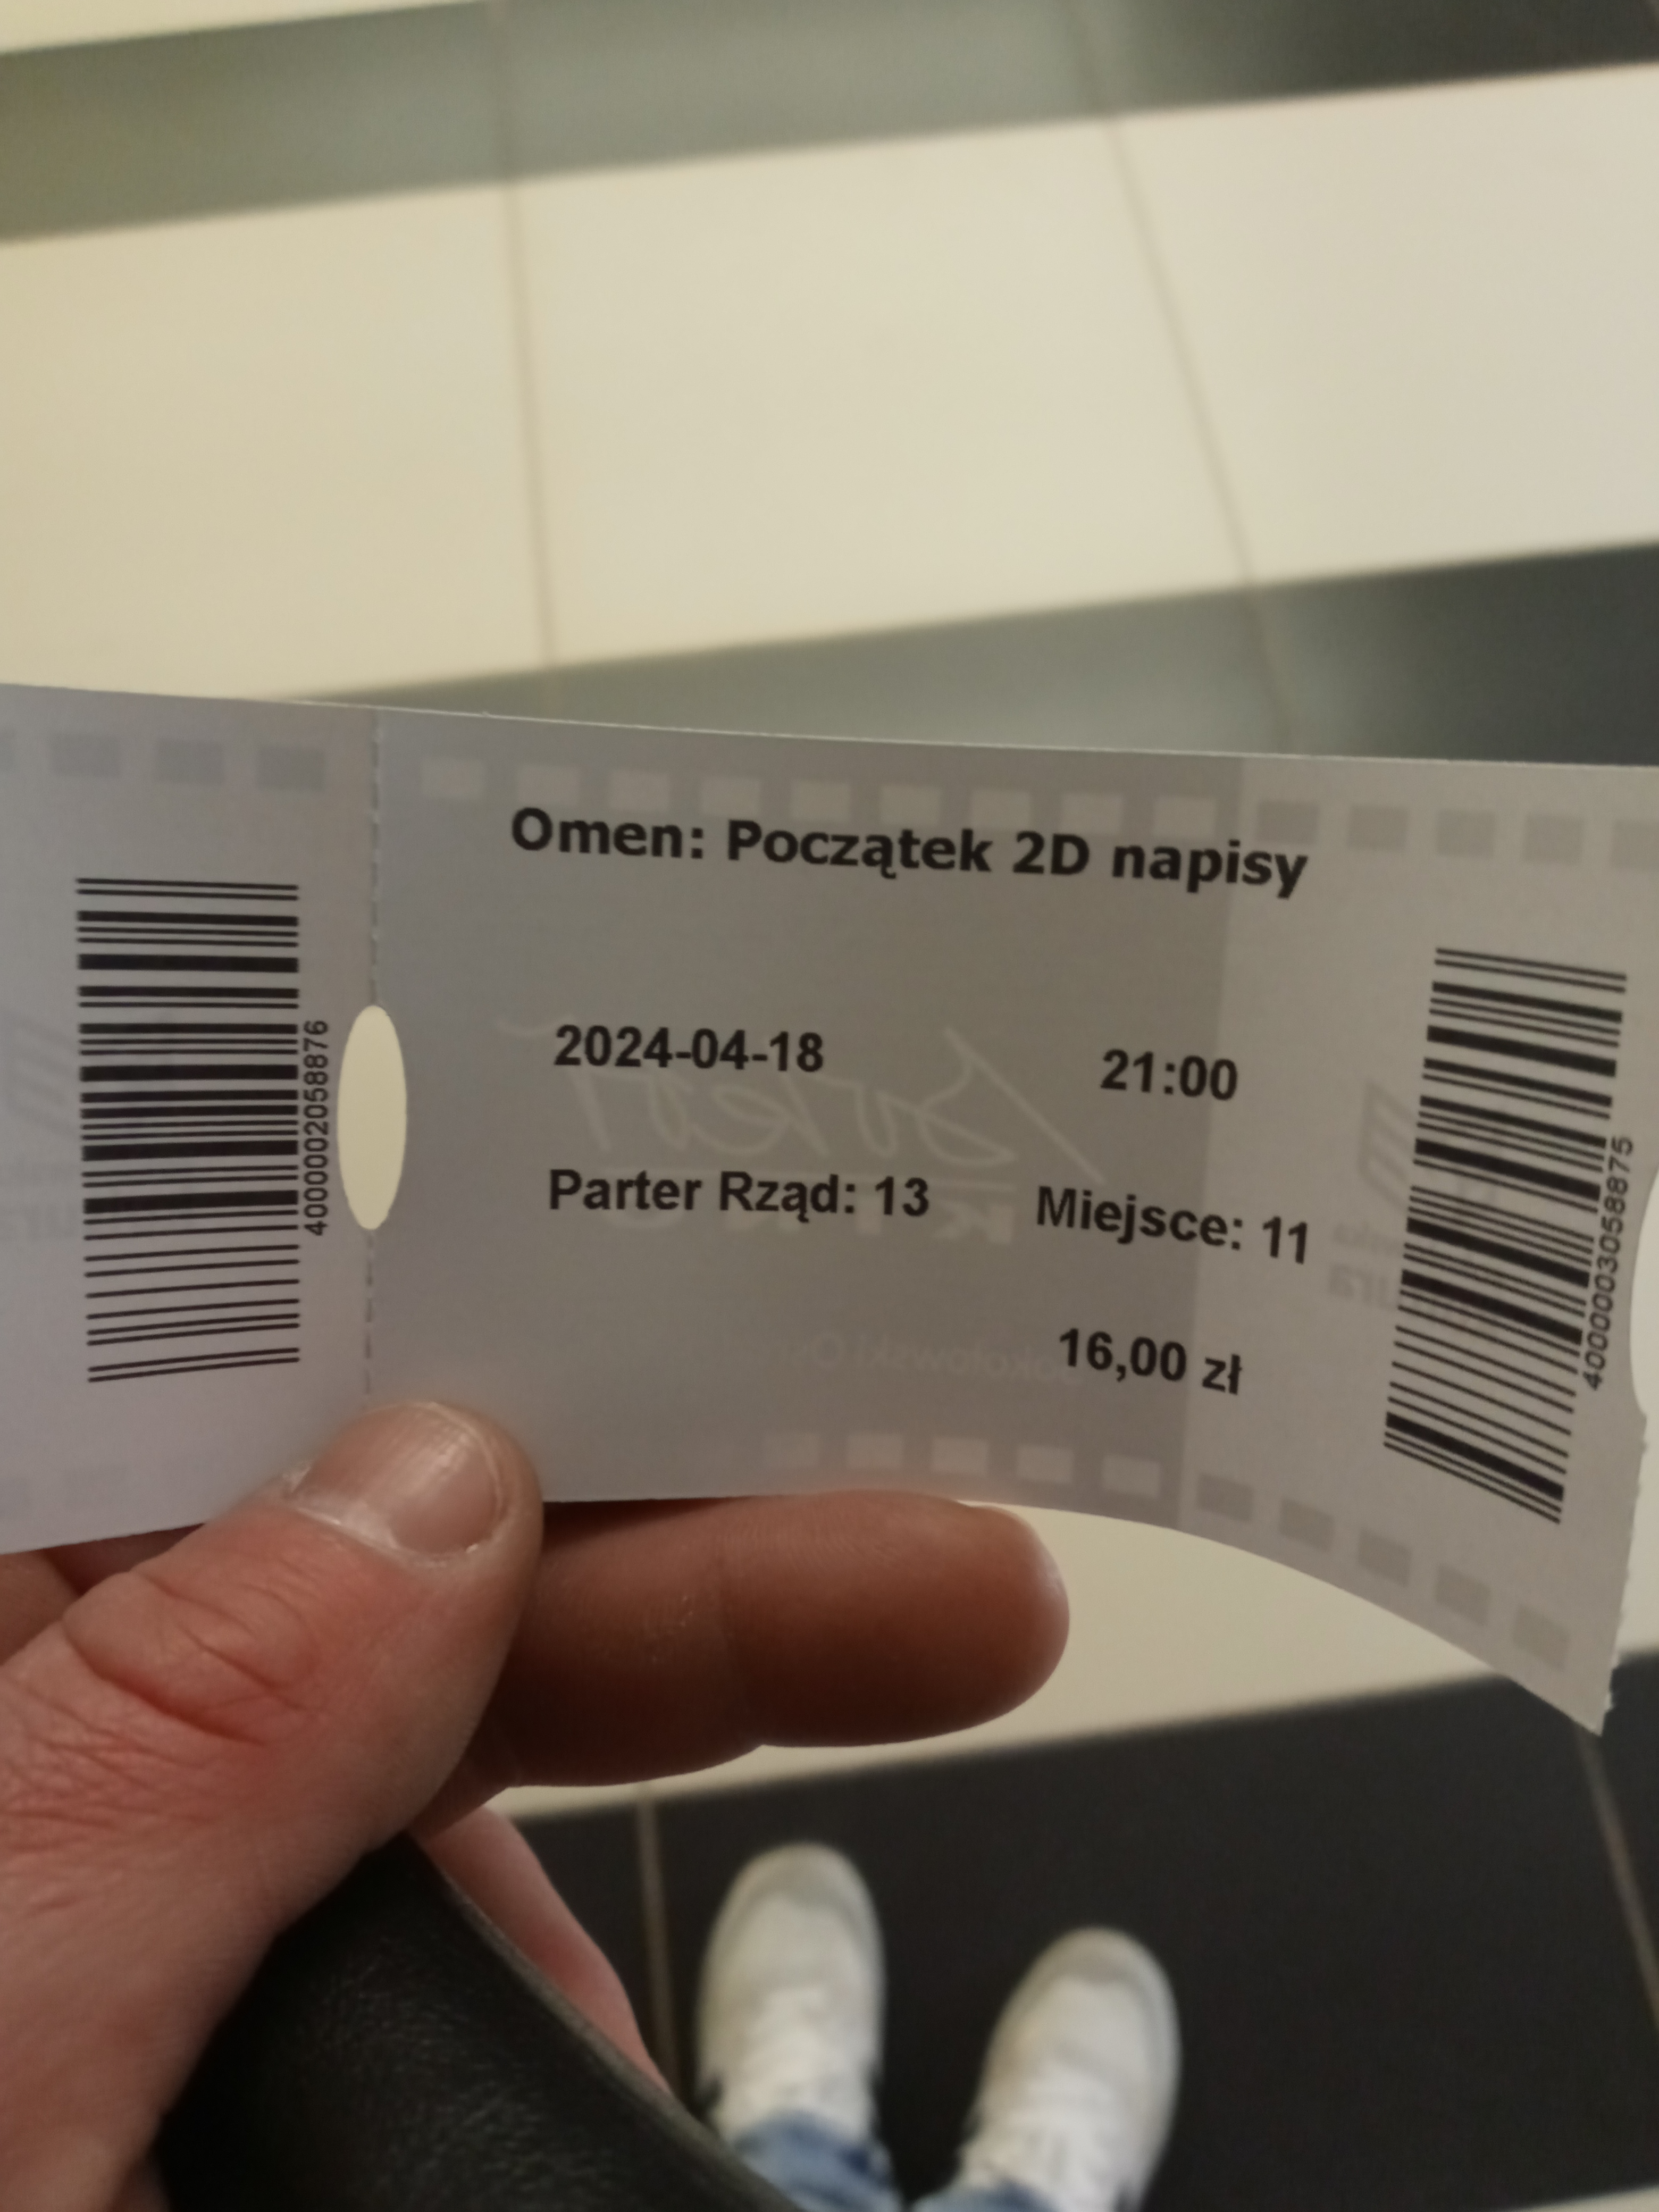 Omen: Początek 2D napisy
2024-04-18 21:00
Parter Rząd: 13 Miejsce: 11
16,00 zł
4000002058876
4000003058875